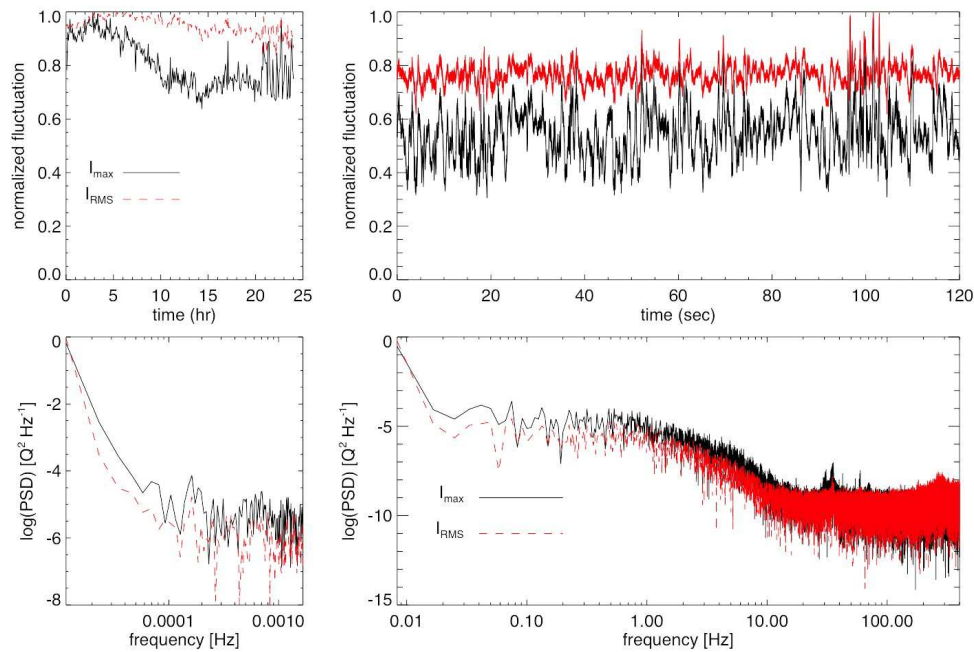 1.0
0.8
0.6
0.4
0.2
0.0
normalized fluctuation
I_max
I_RMS
0 5 10 15 20 25
time (hr)
1.0
0.8
0.6
0.4
0.2
0.0
normalized fluctuation
0 20 40 60 80 100 120
time (sec)
0
-2
-4
-6
-8
log(PSD) [Q² Hz⁻¹]
0.0001 0.0010
frequency [Hz]
0
-5
-10
-15
log(PSD) [Q² Hz⁻¹]
I_max
I_RMS
0.01 0.10 1.00 10.00 100.00
frequency [Hz]